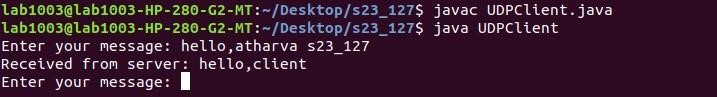 lab1003@lab1003-HP-280-G2-MT:~/Desktop/s23_127$ javac UDPClient.java
lab1003@lab1003-HP-280-G2-MT:~/Desktop/s23_127$ java UDPClient
Enter your message: hello,atharva s23_127
Received from server: hello,client
Enter your message: